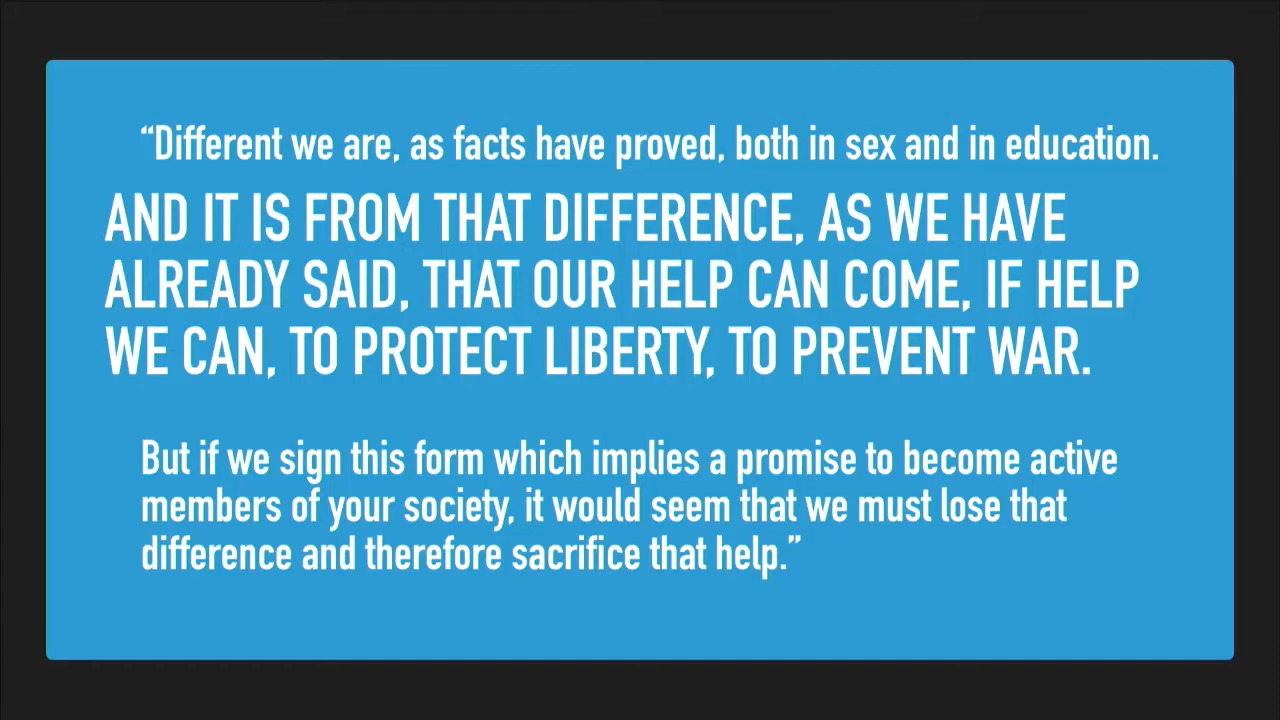 “Different we are, as facts have proved, both in sex and in education.
AND IT IS FROM THAT DIFFERENCE, AS WE HAVE
ALREADY SAID, THAT OUR HELP CAN COME, IF HELP
WE CAN, TO PROTECT LIBERTY, TO PREVENT WAR.
But if we sign this form which implies a promise to become active
members of your society, it would seem that we must lose that
difference and therefore sacrifice that help.”